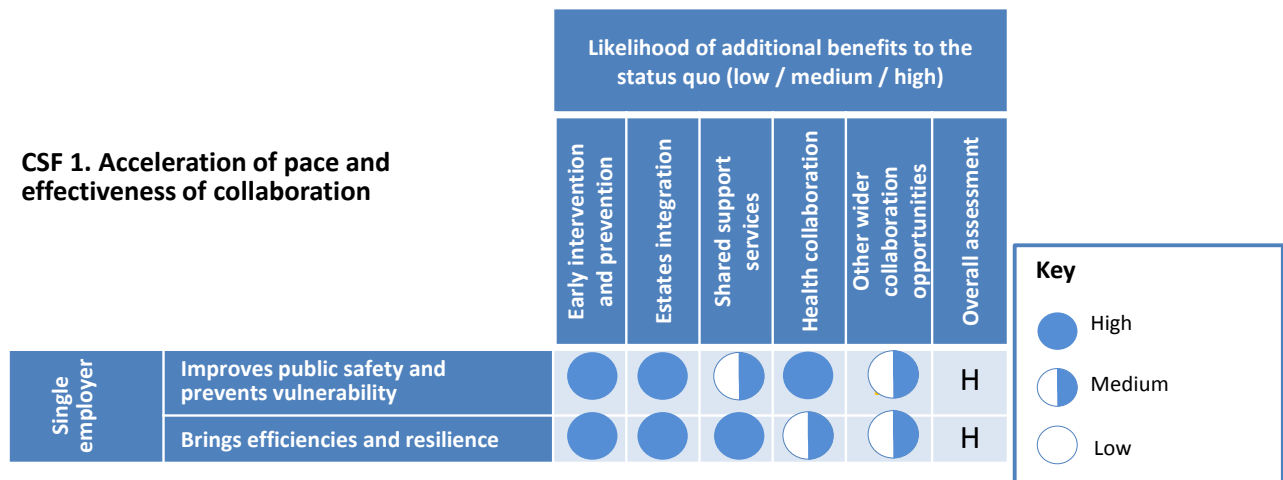 Likelihood of additional benefits to the
status quo (low / medium / high)
CSF 1. Acceleration of pace and
effectiveness of collaboration
Early intervention
and prevention
Estates integration
Shared support
services
Health collaboration
Other wider
collaboration
opportunities
Overall assessment
Key
High
Medium
Low
Single
employer
Improves public safety and
prevents vulnerability
H
Brings efficiencies and resilience
H